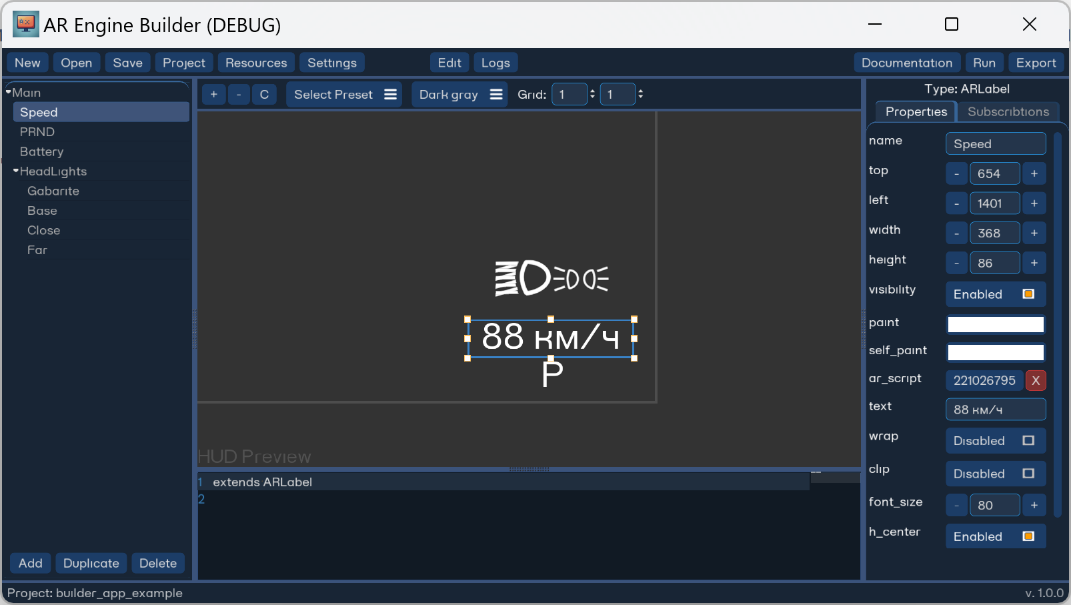 AR Engine Builder (DEBUG)
New Open Save Project Resources Settings Edit Logs Documentation Run Export
Main
Speed
PRND
Battery
HeadLights
Gabarite
Base
Close
Far
+ - C Select Preset Dark gray Grid: 1 1
88 км/ч
P
HUD Preview
1 extends ARLabel
2
Type: ARLabel
Properties Subscribtions
name Speed
top - 654 +
left - 1401 +
width - 368 +
height - 86 +
visibility Enabled
paint
self_paint
ar_script 221026795 X
text 88 км/ч
wrap Disabled
clip Disabled
font_size - 80 +
h_center Enabled
Add Duplicate Delete
Project: builder_app_example v. 1.0.0